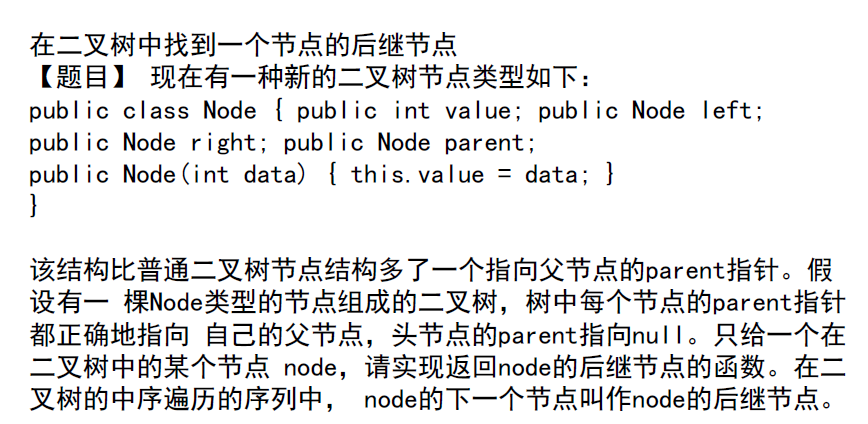 在二叉树中找到一个节点的后继节点
【题目】 现在有一种新的二叉树节点类型如下：
public class Node { public int value; public Node left;
public Node right; public Node parent;
public Node(int data) { this.value = data; }
}
该结构比普通二叉树节点结构多了一个指向父节点的parent指针。假
设有一 棵Node类型的节点组成的二叉树，树中每个节点的parent指针
都正确地指向 自己的父节点，头节点的parent指向null。只给一个在
二叉树中的某个节点 node，请实现返回node的后继节点的函数。在二
叉树的中序遍历的序列中， node的下一个节点叫作node的后继节点。